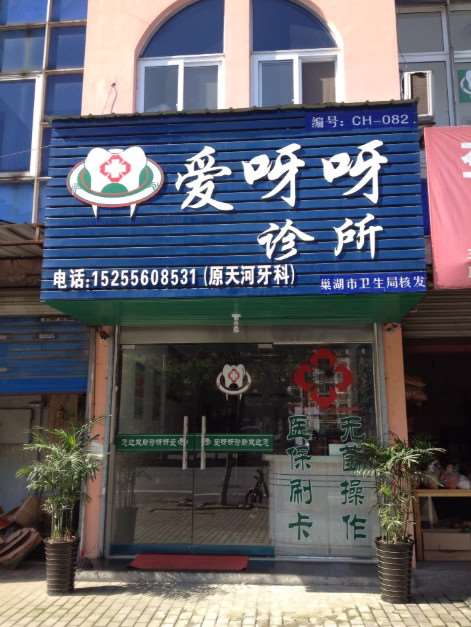 编号：CH-082
爱呀呀
诊所
电话:15255608531（原天河牙科）
巢湖市卫生局核发
医保刷卡
无菌操作